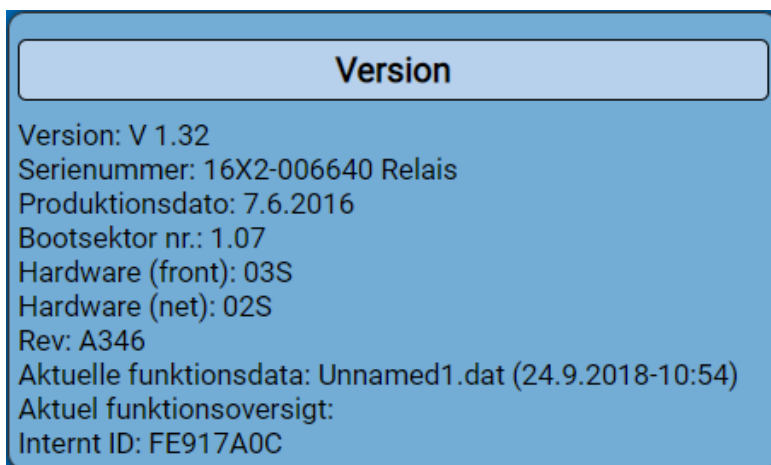 Version
Version: V 1.32
Serienummer: 16X2-006640 Relais
Produktionsdato: 7.6.2016
Bootsektor nr.: 1.07
Hardware (front): 03S
Hardware (net): 02S
Rev: A346
Aktuelle funktionsdata: Unnamed1.dat (24.9.2018-10:54)
Aktuel funktionsoversigt:
Internt ID: FE917A0C